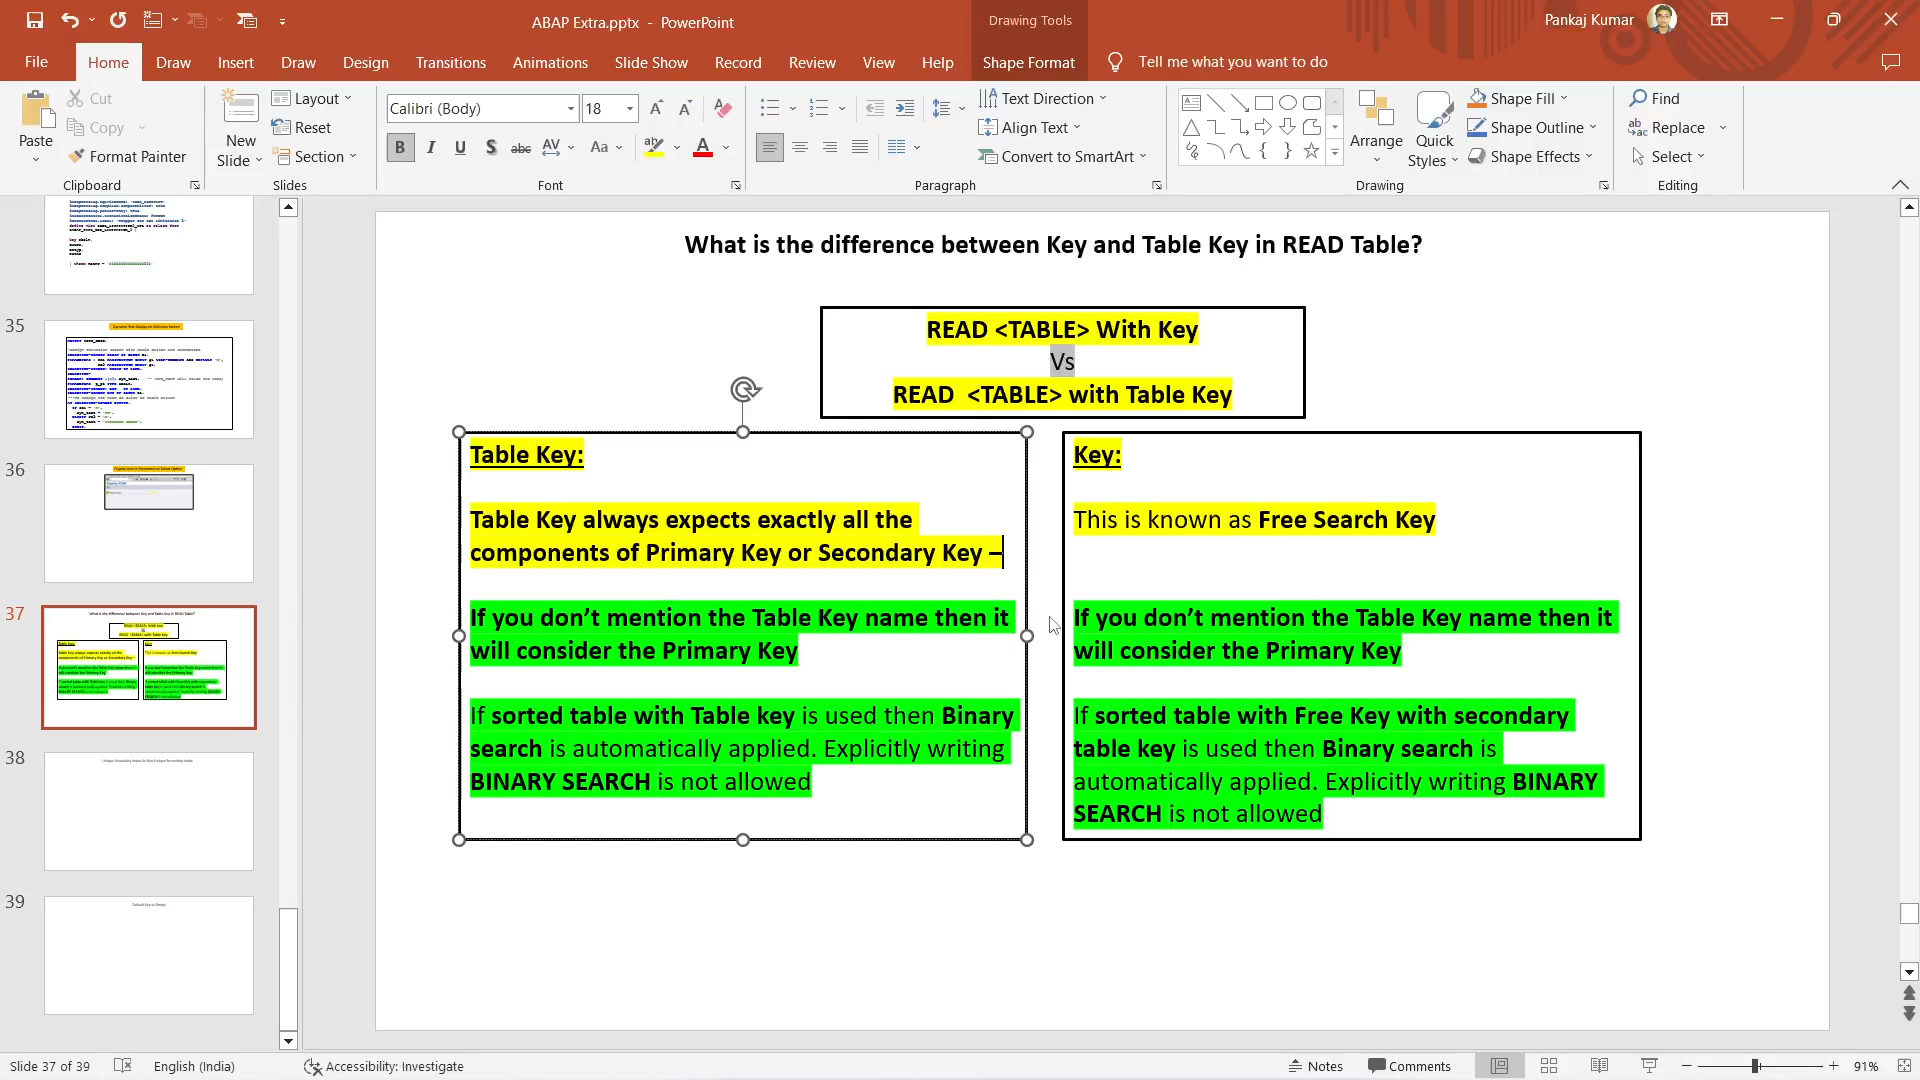 ABAP Extra.pptx - PowerPoint
Drawing Tools
Pankaj Kumar
File
Home
Draw
Insert
Draw
Design
Transitions
Animations
Slide Show
Record
Review
View
Help
Shape Format
Tell me what you want to do
Paste
Cut
Copy
Format Painter
Clipboard
New
Slide
Layout
Reset
Section
Slides
Calibri (Body)
18
B I U S abc AV Aa A
Font
Text Direction
Align Text
Convert to SmartArt
Paragraph
Arrange
Quick
Styles
Shape Fill
Shape Outline
Shape Effects
Drawing
Find
Replace
Select
Editing
35
36
37
38
39
What is the difference between Key and Table Key in READ Table?
READ <TABLE> With Key
Vs
READ <TABLE> with Table Key
Table Key:
Table Key always expects exactly all the
components of Primary Key or Secondary Key –
If you don’t mention the Table Key name then it
will consider the Primary Key
If sorted table with Table key is used then Binary
search is automatically applied. Explicitly writing
BINARY SEARCH is not allowed
Key:
This is known as Free Search Key
If you don’t mention the Table Key name then it
will consider the Primary Key
If sorted table with Free Key with secondary
table key is used then Binary search is
automatically applied. Explicitly writing BINARY
SEARCH is not allowed
Slide 37 of 39
English (India)
Accessibility: Investigate
Notes
Comments
91%